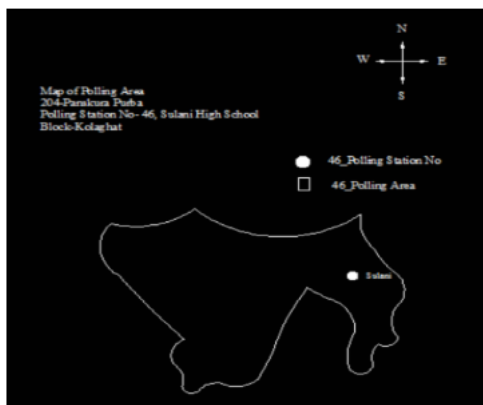 N
W E
S
Map of Polling Area
204-Panskura Purba
Polling Station No- 46, Sulani High School
Block-Kolaghat
46_Polling Station No
46_Polling Area
Sulani